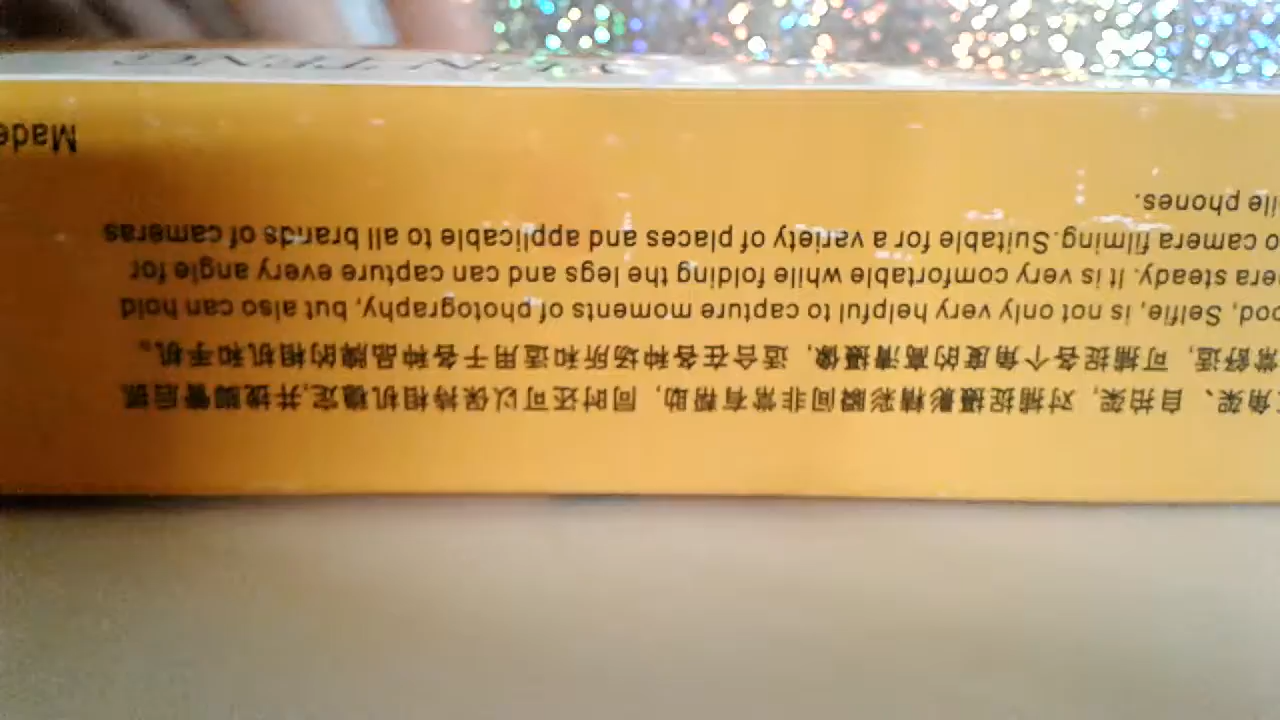 角架、自拍架,对捕捉摄影精彩瞬间非常有帮助,同时还可以保持相机稳定,并拢脚管后抓
常舒适,可捕捉各个角度的高清摄像,适合在各种场所和适用于各种品牌的相机和手机。
ood, Selfie, is not only very helpful to capture moments of photography, but also can hold
era steady. It is very comfortable while folding the legs and can capture every angle for
o camera filming.Suitable for a variety of places and applicable to all brands of cameras
ile phones.
Made